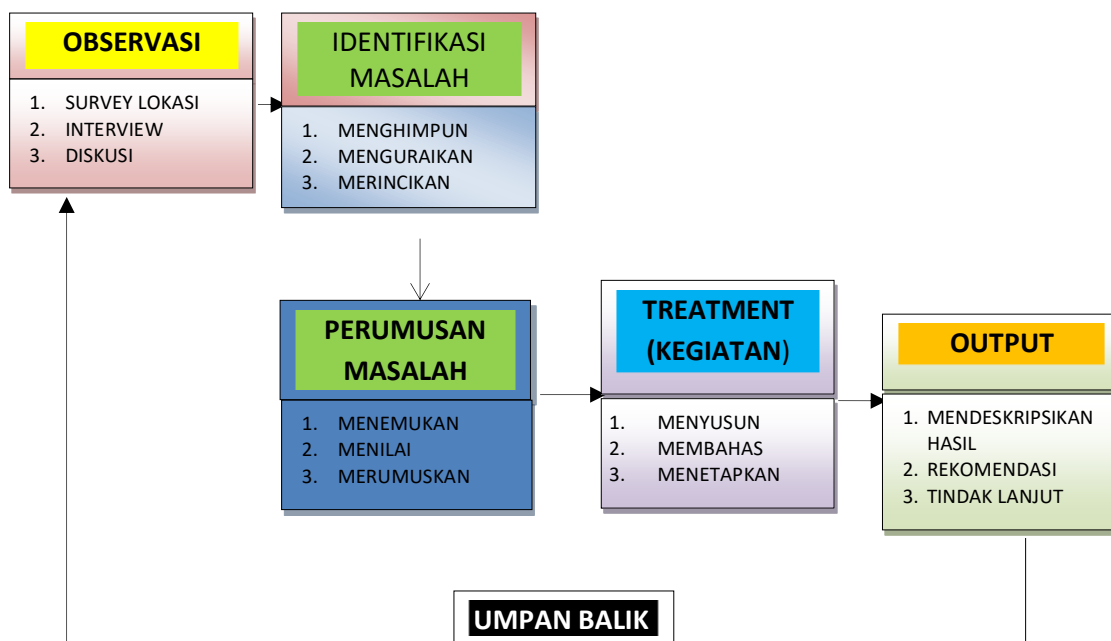 OBSERVASI
1. SURVEY LOKASI
2. INTERVIEW
3. DISKUSI
IDENTIFIKASI
MASALAH
1. MENGHIMPUN
2. MENGURAIKAN
3. MERINCIKAN
PERUMUSAN
MASALAH
1. MENEMUKAN
2. MENILAI
3. MERUMUSKAN
TREATMENT
(KEGIATAN)
1. MENYUSUN
2. MEMBAHAS
3. MENETAPKAN
OUTPUT
1. MENDESKRIPSIKAN
HASIL
2. REKOMENDASI
3. TINDAK LANJUT
UMPAN BALIK